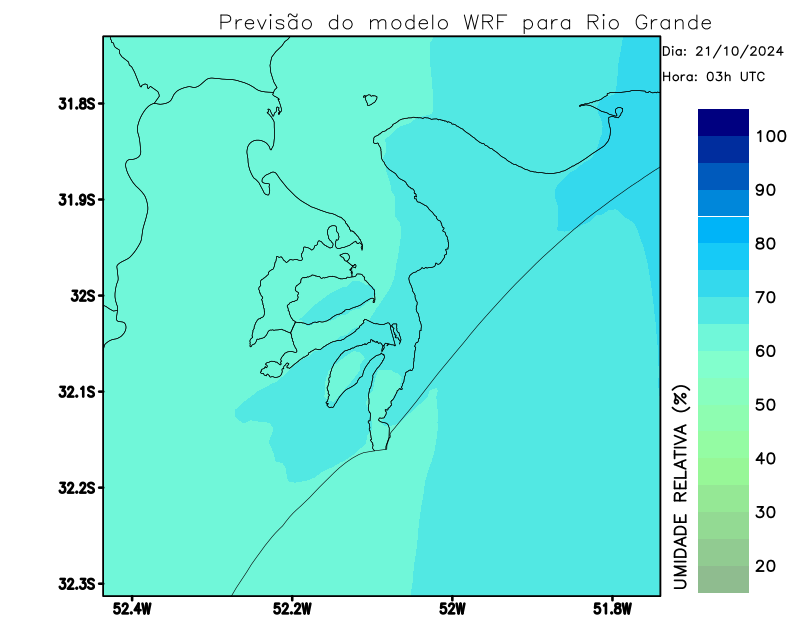 Previsão do modelo WRF para Rio Grande
Dia: 21/10/2024
Hora: 03h UTC
31.8S
31.9S
32S
32.1S
32.2S
32.3S
52.4W
52.2W
52W
51.8W
100
90
80
70
60
50
40
30
20
UMIDADE RELATIVA (%)